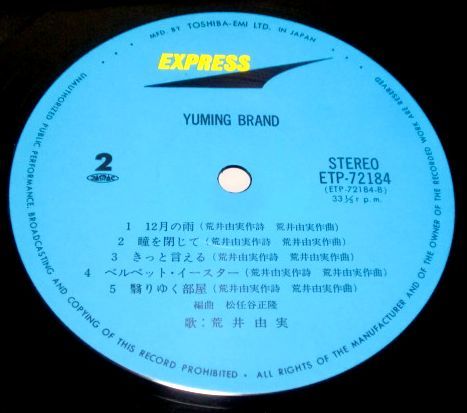 MFD. BY TOSHIBA-EMI LTD. IN JAPAN
EXPRESS
YUMING BRAND
2
STEREO
ETP-72184
(ETP-72184-B)
33⅓ r p m.
1 12月の雨(荒井由実作詩 荒井由実作曲)
2 瞳を閉じて(荒井由実作詩 荒井由実作曲)
3 きっと言える(荒井由実作詩 荒井由実作曲)
4 ベルベット・イースター(荒井由実作詩 荒井由実作曲)
5 翳りゆく部屋(荒井由実作詩 荒井由実作曲)
編曲 松任谷正隆
歌:荒井由実
UNAUTHORIZED PUBLIC PERFORMANCE, BROADCASTING AND COPYING OF THIS RECORD PROHIBITED • ALL RIGHTS OF THE MANUFACTURER AND OF THE OWNER OF THE RECORDED WORK ARE RESERVED